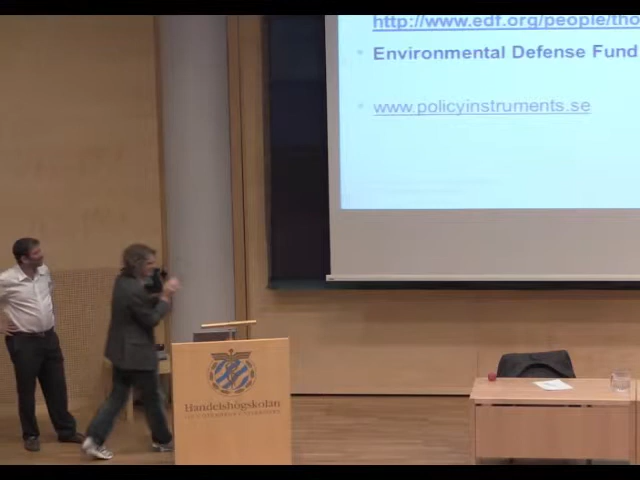 http://www.edf.org/people/tho
Environmental Defense Fund
www.policyinstruments.se
Handelshögskolan